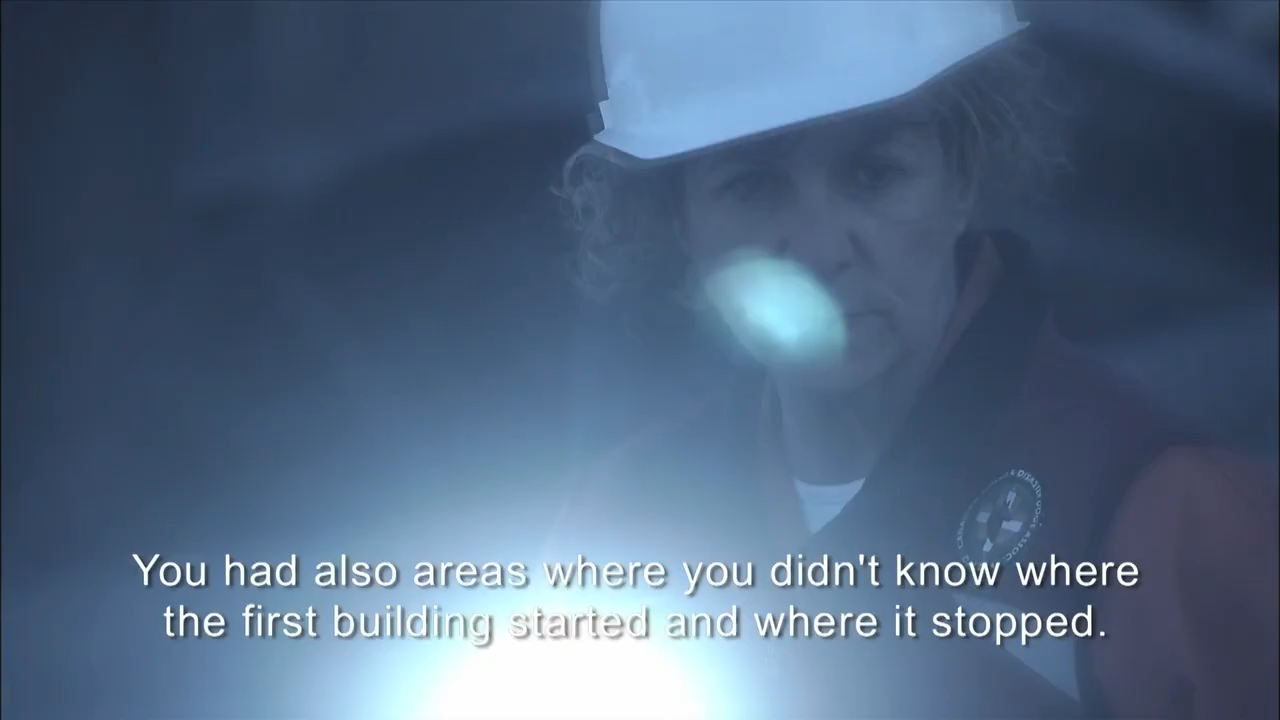 You had also areas where you didn't know where
the first building started and where it stopped.